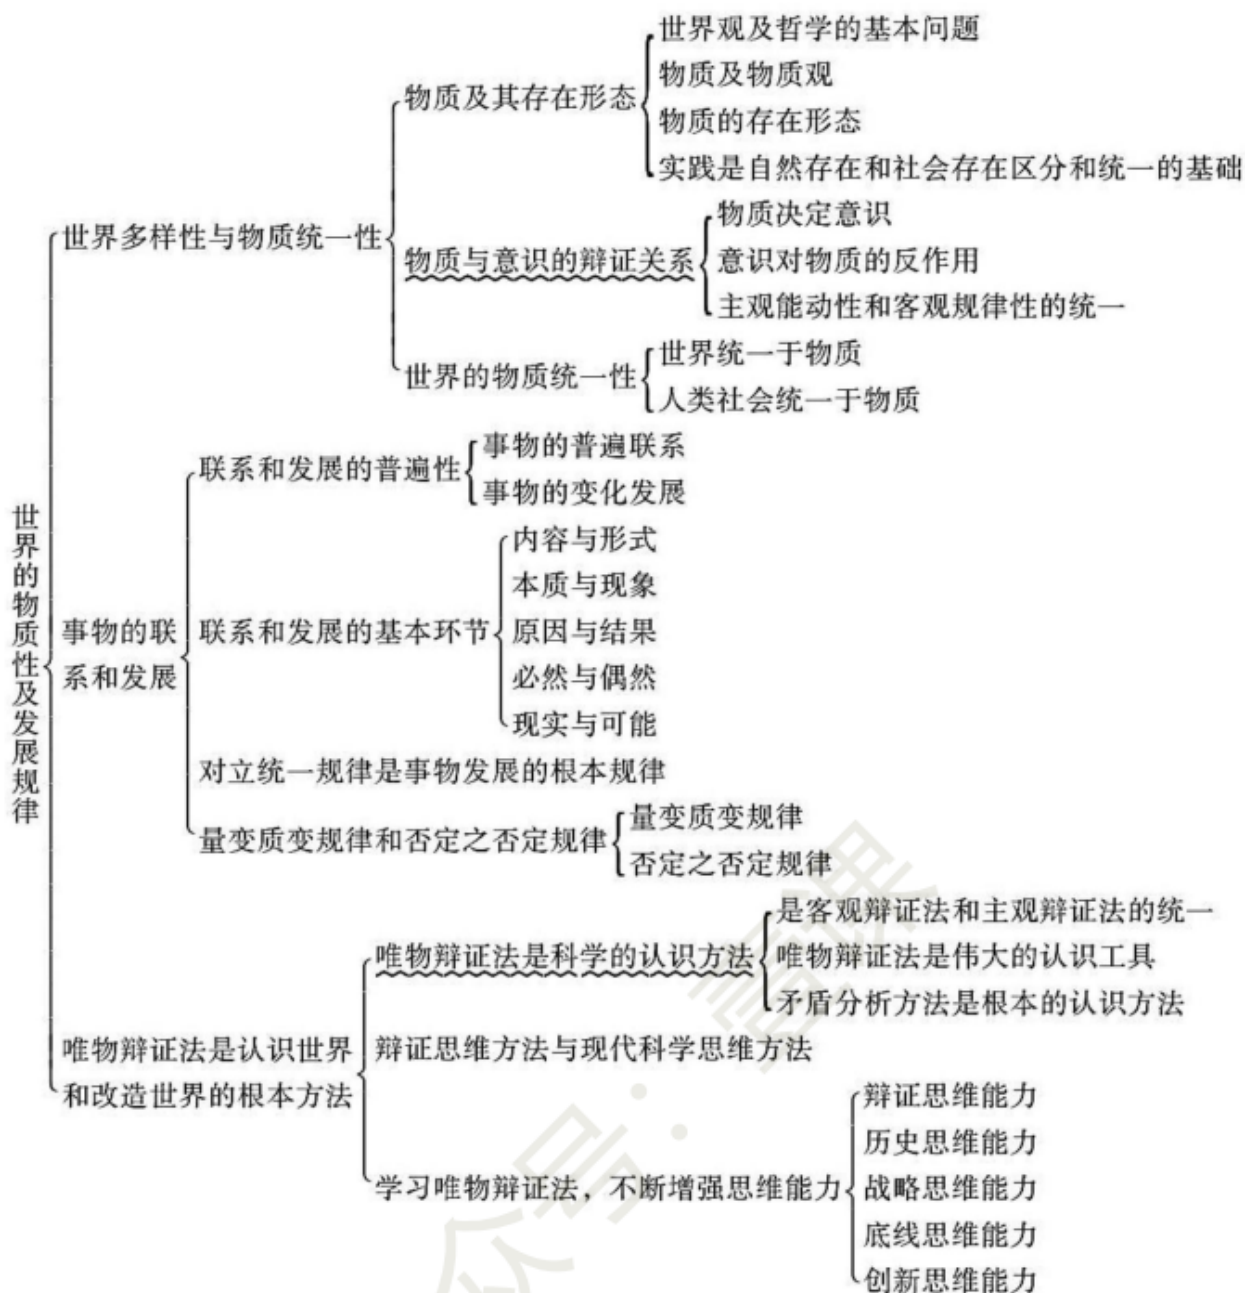 世界的物质性及发展规律
世界多样性与物质统一性
物质及其存在形态
世界观及哲学的基本问题
物质及物质观
物质的存在形态
实践是自然存在和社会存在区分和统一的基础
物质与意识的辩证关系
物质决定意识
意识对物质的反作用
主观能动性和客观规律性的统一
世界的物质统一性
世界统一于物质
人类社会统一于物质
事物的联
系和发展
联系和发展的普遍性
事物的普遍联系
事物的变化发展
联系和发展的基本环节
内容与形式
本质与现象
原因与结果
必然与偶然
现实与可能
对立统一规律是事物发展的根本规律
量变质变规律和否定之否定规律
量变质变规律
否定之否定规律
唯物辩证法是认识世界
和改造世界的根本方法
唯物辩证法是科学的认识方法
是客观辩证法和主观辩证法的统一
唯物辩证法是伟大的认识工具
矛盾分析方法是根本的认识方法
辩证思维方法与现代科学思维方法
学习唯物辩证法，不断增强思维能力
辩证思维能力
历史思维能力
战略思维能力
底线思维能力
创新思维能力
众号：壹课